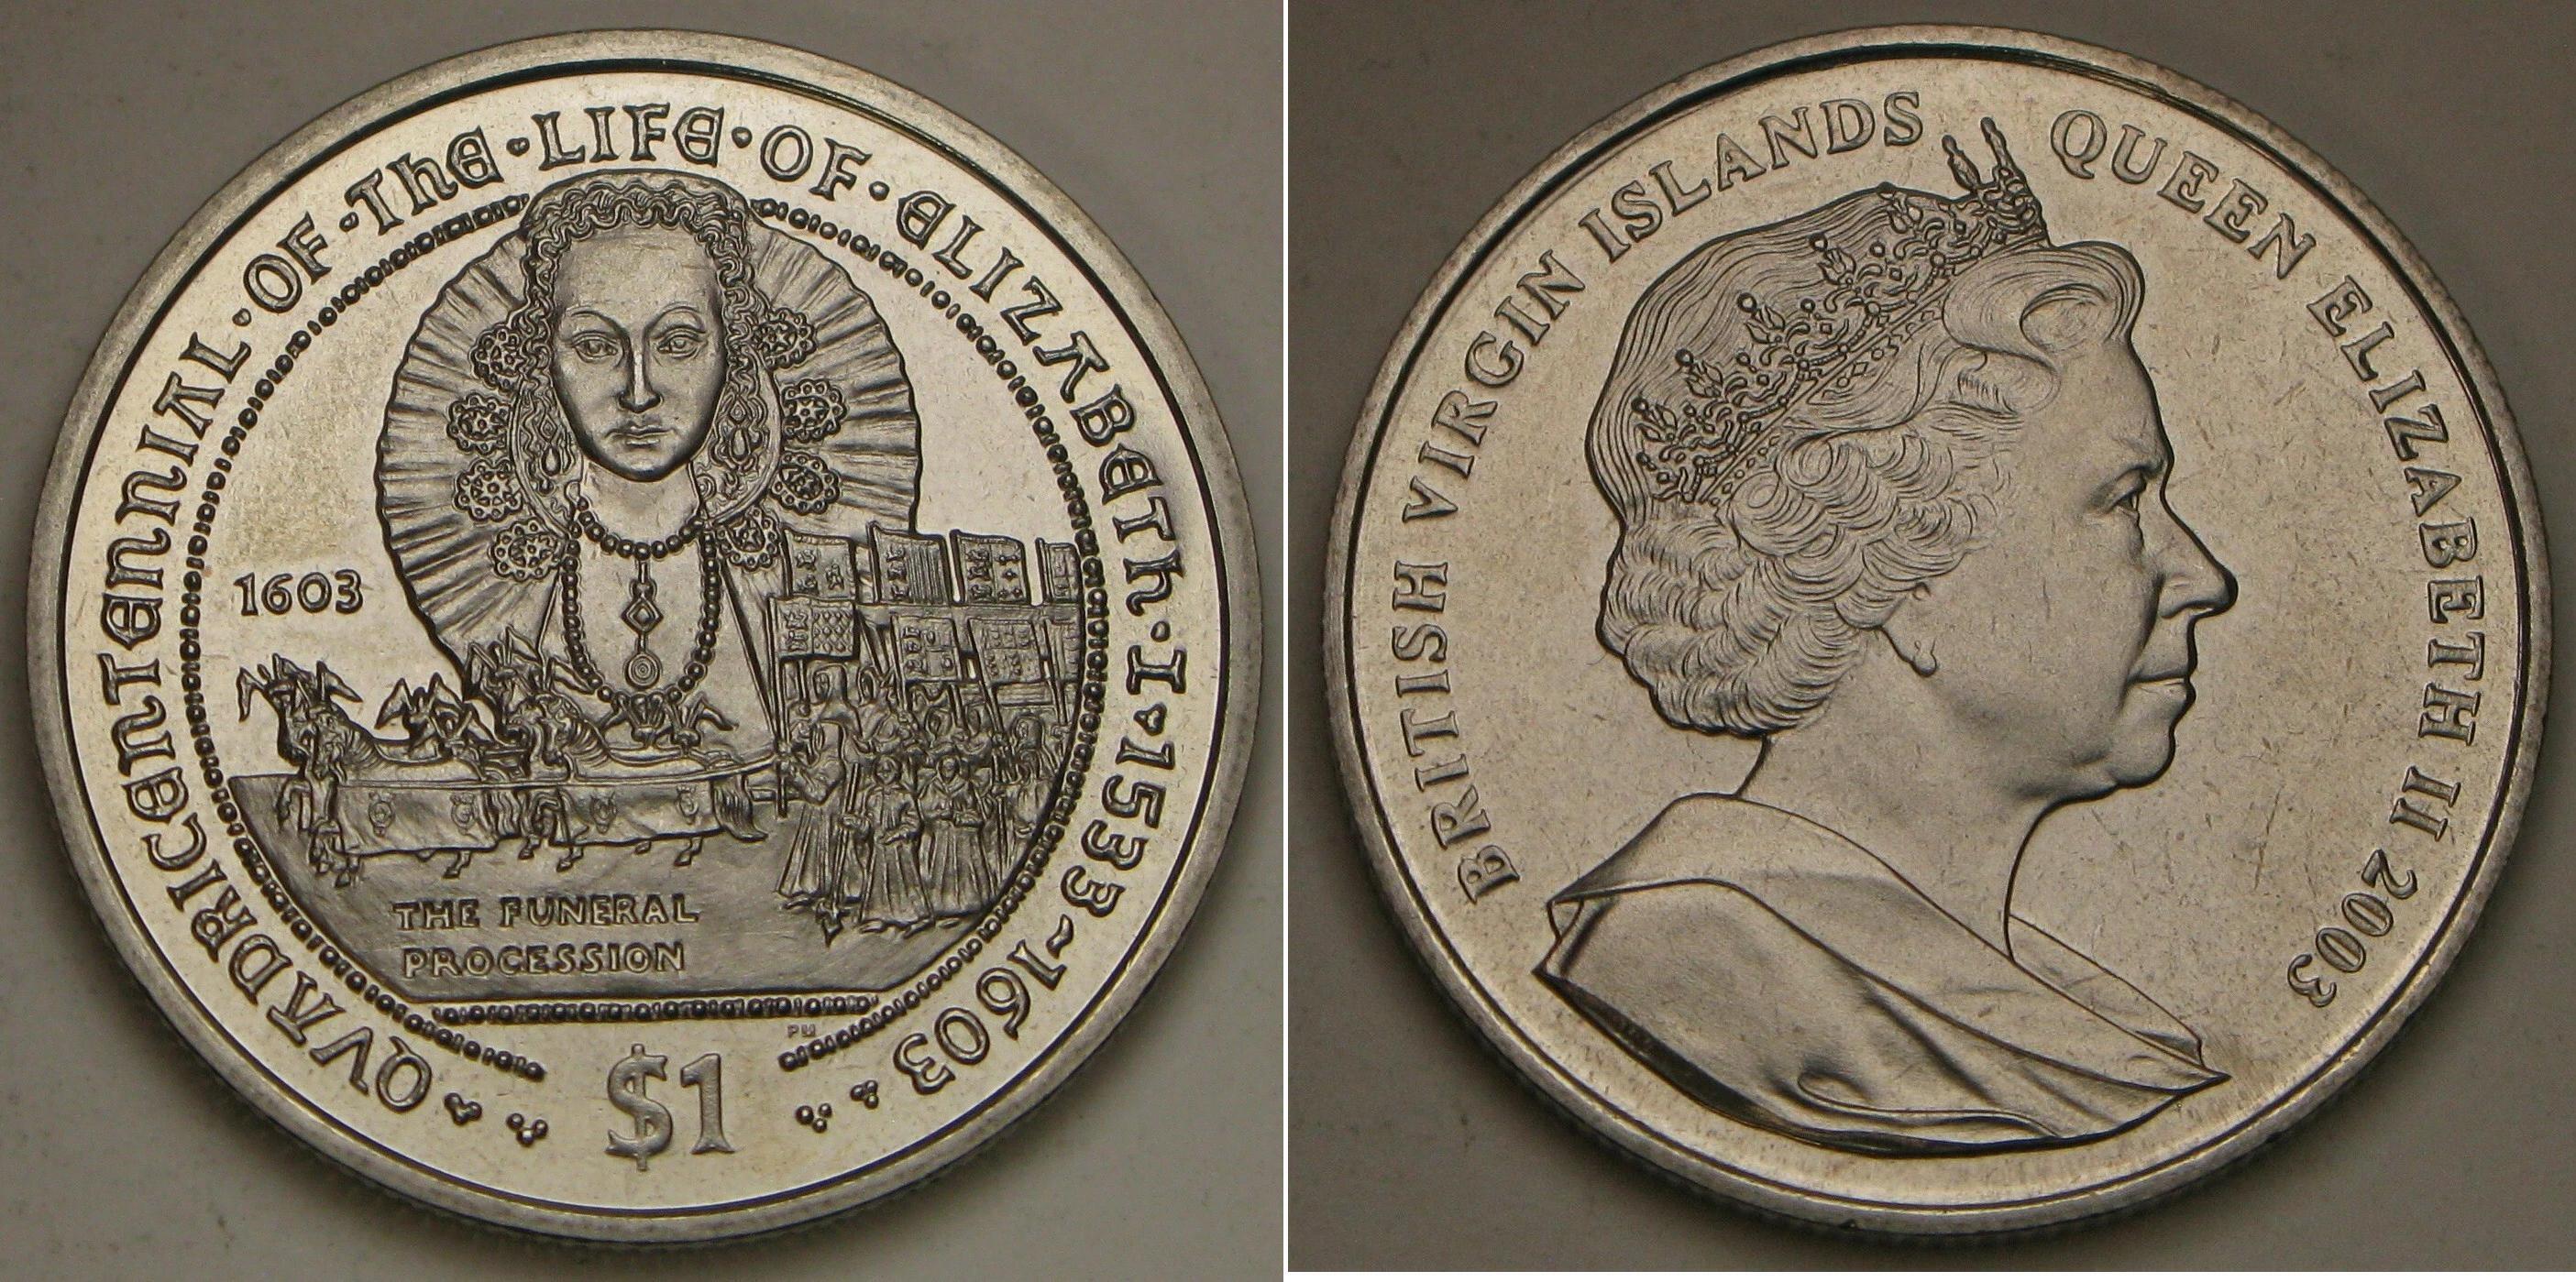 QVADRICENTENNIAL·OF·The·LIFE·OF·ELIZABETh·I·1533~1603
1603
THE FUNERAL
PROCESSION
PM
$1
BRITISH VIRGIN ISLANDS QUEEN ELIZABETH II 2003